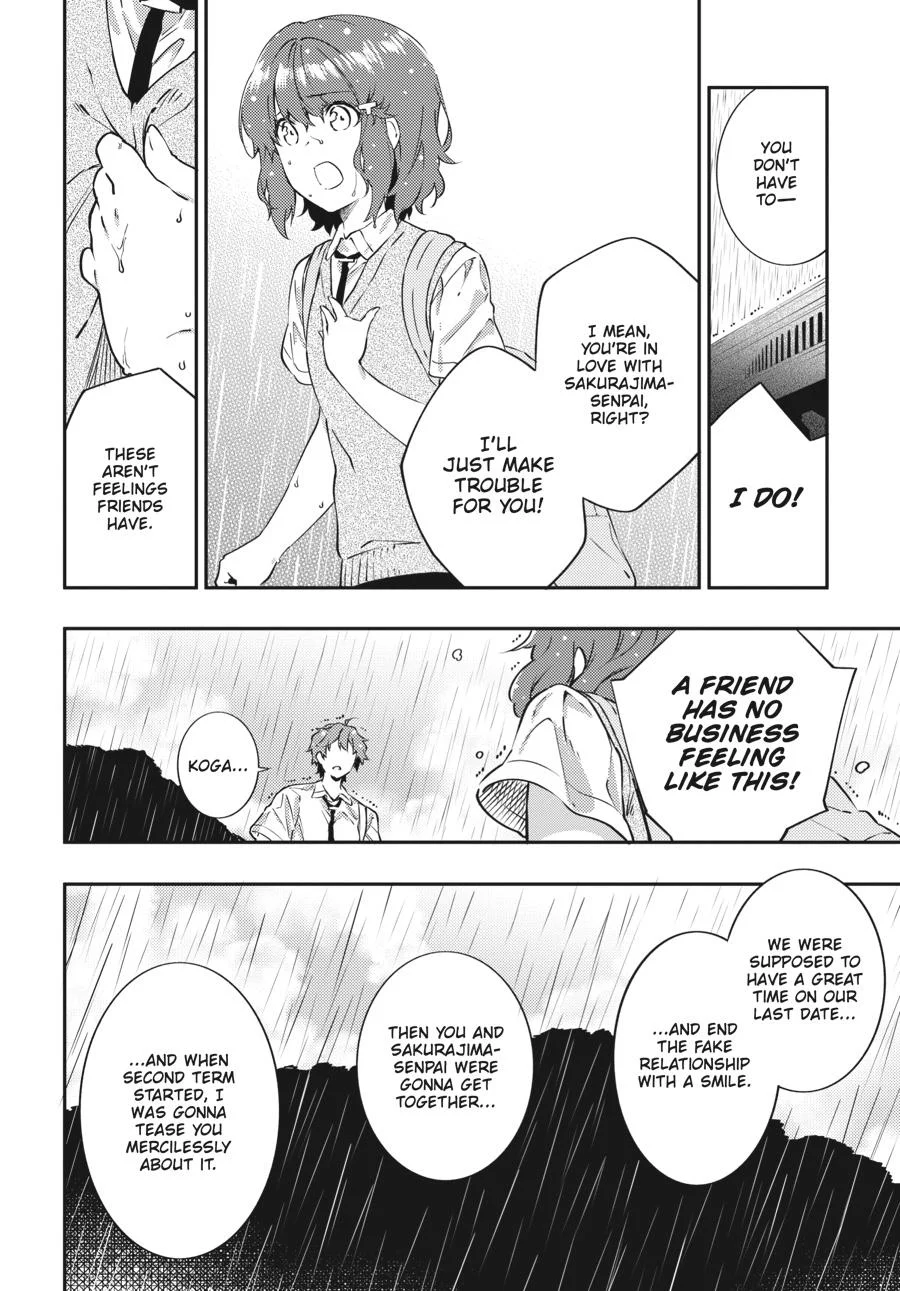 YOU
DON'T
HAVE
TO—
I DO!
I MEAN,
YOU'RE IN
LOVE WITH
SAKURAJIMA-
SENPAI,
RIGHT?
I'LL
JUST MAKE
TROUBLE
FOR YOU!
THESE
AREN'T
FEELINGS
FRIENDS
HAVE.
A FRIEND
HAS NO
BUSINESS
FEELING
LIKE THIS!
KOGA...
WE WERE
SUPPOSED TO
HAVE A GREAT
TIME ON OUR
LAST DATE...
...AND END
THE FAKE
RELATIONSHIP
WITH A SMILE.
THEN YOU AND
SAKURAJIMA-
SENPAI WERE
GONNA GET
TOGETHER...
...AND WHEN
SECOND TERM
STARTED, I
WAS GONNA
TEASE YOU
MERCILESSLY
ABOUT IT.